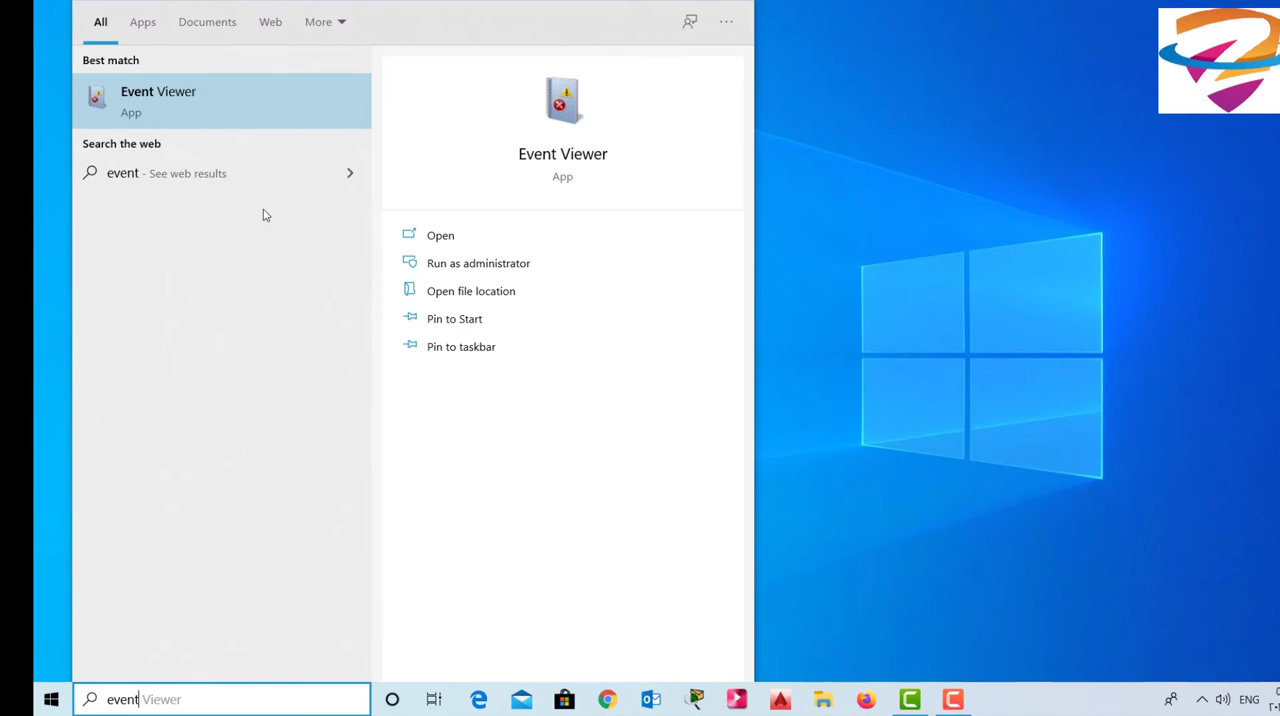 All Apps Documents Web More
Best match
Event Viewer
App
Search the web
event - See web results
Event Viewer
App
Open
Run as administrator
Open file location
Pin to Start
Pin to taskbar
event Viewer
ENG